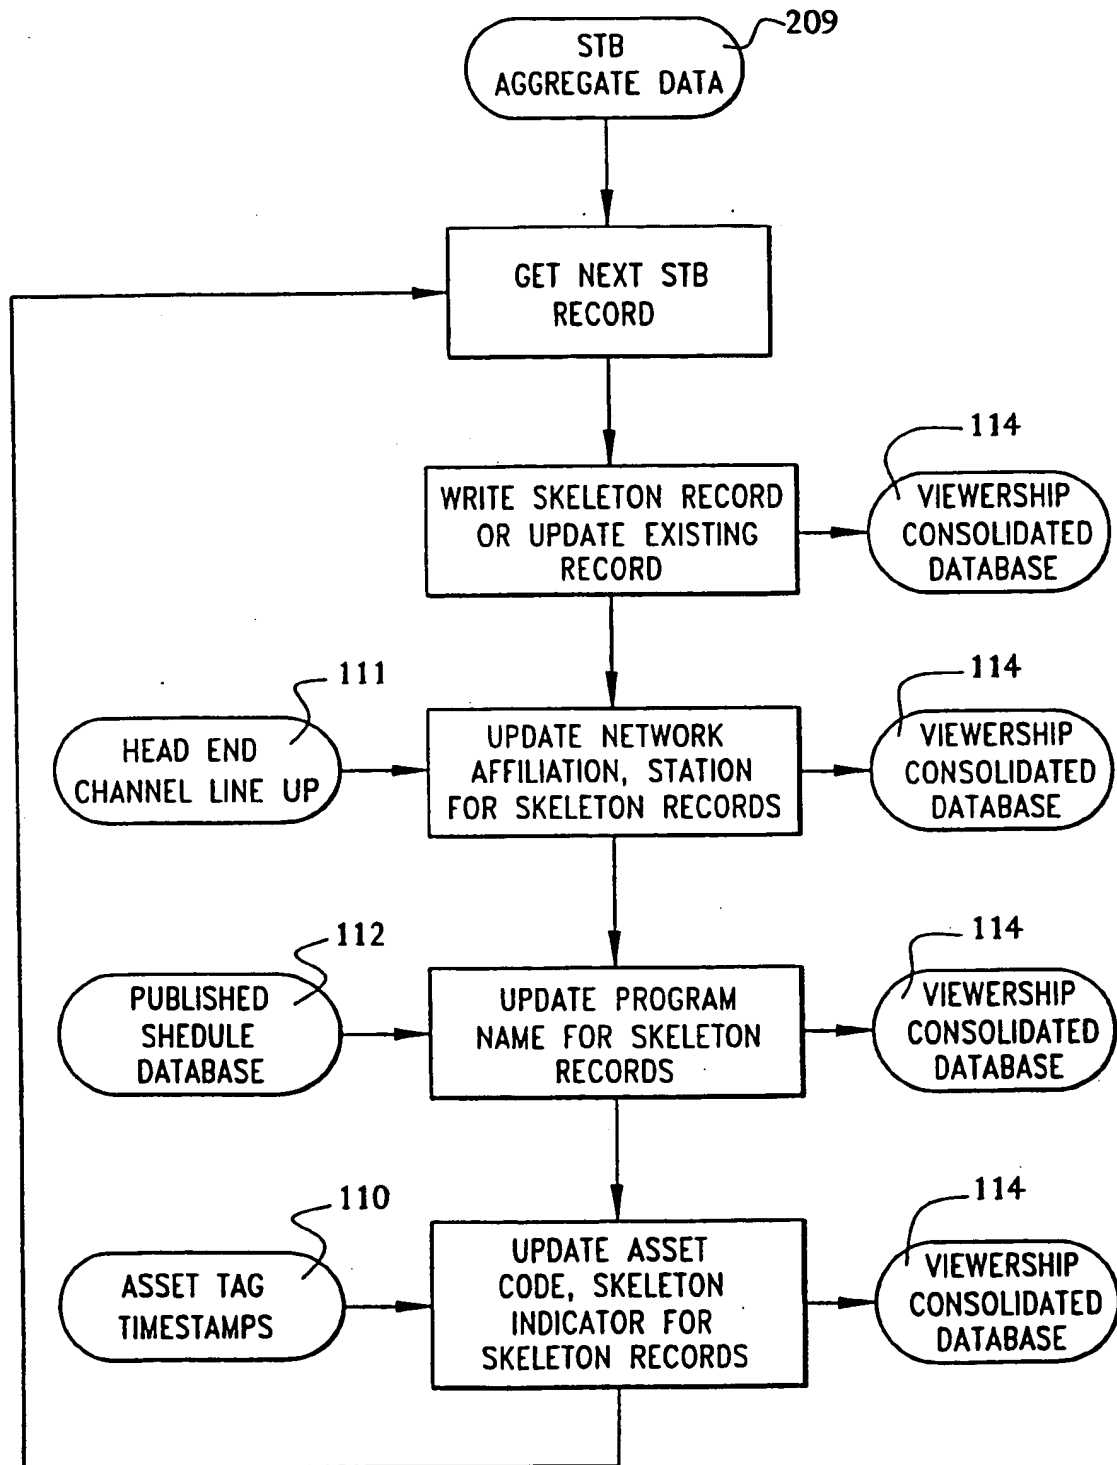 209
STB
AGGREGATE DATA
GET NEXT STB
RECORD
114
WRITE SKELETON RECORD
OR UPDATE EXISTING
RECORD
VIEWERSHIP
CONSOLIDATED
DATABASE
111
114
HEAD END
CHANNEL LINE UP
UPDATE NETWORK
AFFILIATION, STATION
FOR SKELETON RECORDS
VIEWERSHIP
CONSOLIDATED
DATABASE
112
114
PUBLISHED
SHEDULE
DATABASE
UPDATE PROGRAM
NAME FOR SKELETON
RECORDS
VIEWERSHIP
CONSOLIDATED
DATABASE
110
114
ASSET TAG
TIMESTAMPS
UPDATE ASSET
CODE, SKELETON
INDICATOR FOR
SKELETON RECORDS
VIEWERSHIP
CONSOLIDATED
DATABASE